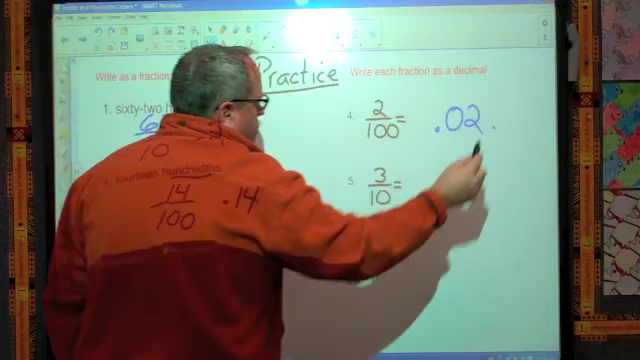 Practice
Write as a fraction
Write each fraction as a decimal
1. sixty-two h
6
10
fourteen hundredths
14
100
.14
4.
2
100
=
.02.
5.
3
10
=